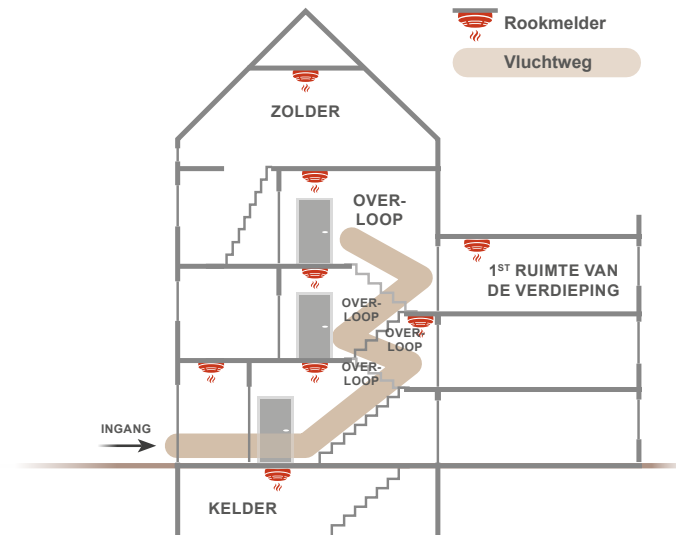 Rookmelder
Vluchtweg
ZOLDER
OVER-
LOOP
1ST RUIMTE VAN
DE VERDIEPING
OVER-
LOOP
OVER-
LOOP
OVER-
LOOP
INGANG
KELDER